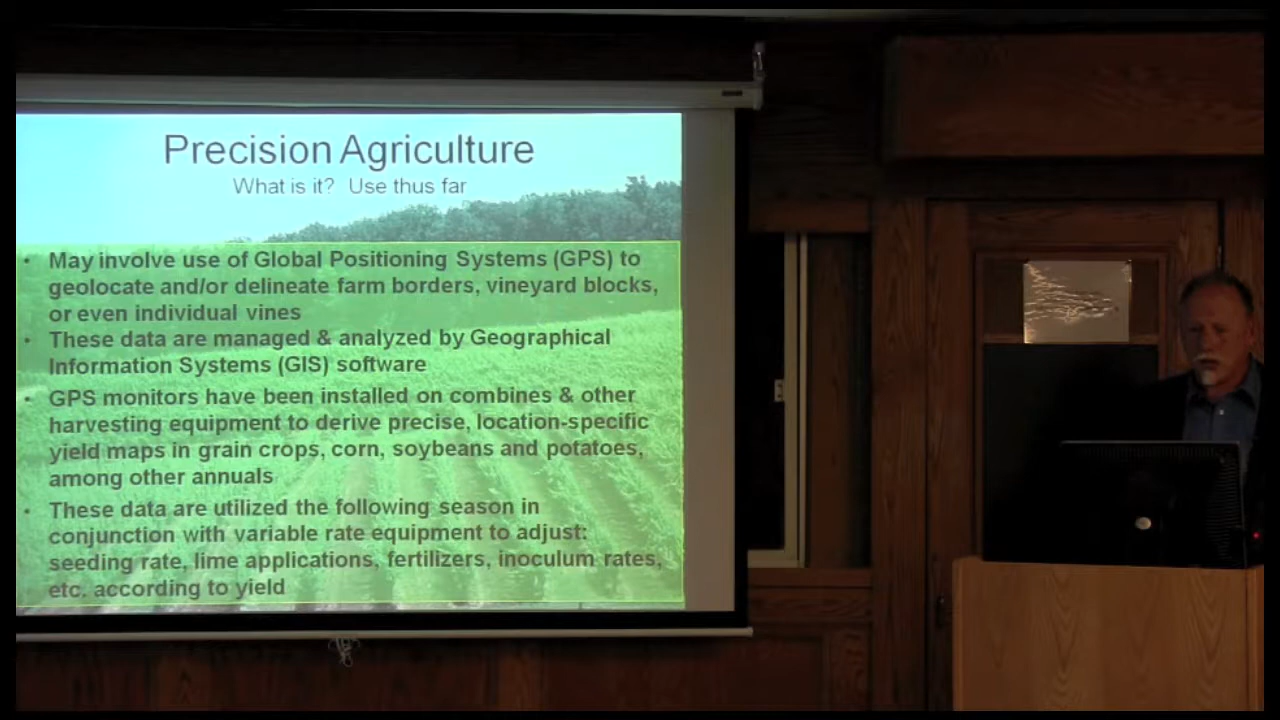 Precision Agriculture
What is it? Use thus far
• May involve use of Global Positioning Systems (GPS) to
geolocate and/or delineate farm borders, vineyard blocks,
or even individual vines
• These data are managed & analyzed by Geographical
Information Systems (GIS) software
• GPS monitors have been installed on combines & other
harvesting equipment to derive precise, location-specific
yield maps in grain crops, corn, soybeans and potatoes,
among other annuals
• These data are utilized the following season in
conjunction with variable rate equipment to adjust:
seeding rate, lime applications, fertilizers, inoculum rates,
etc. according to yield